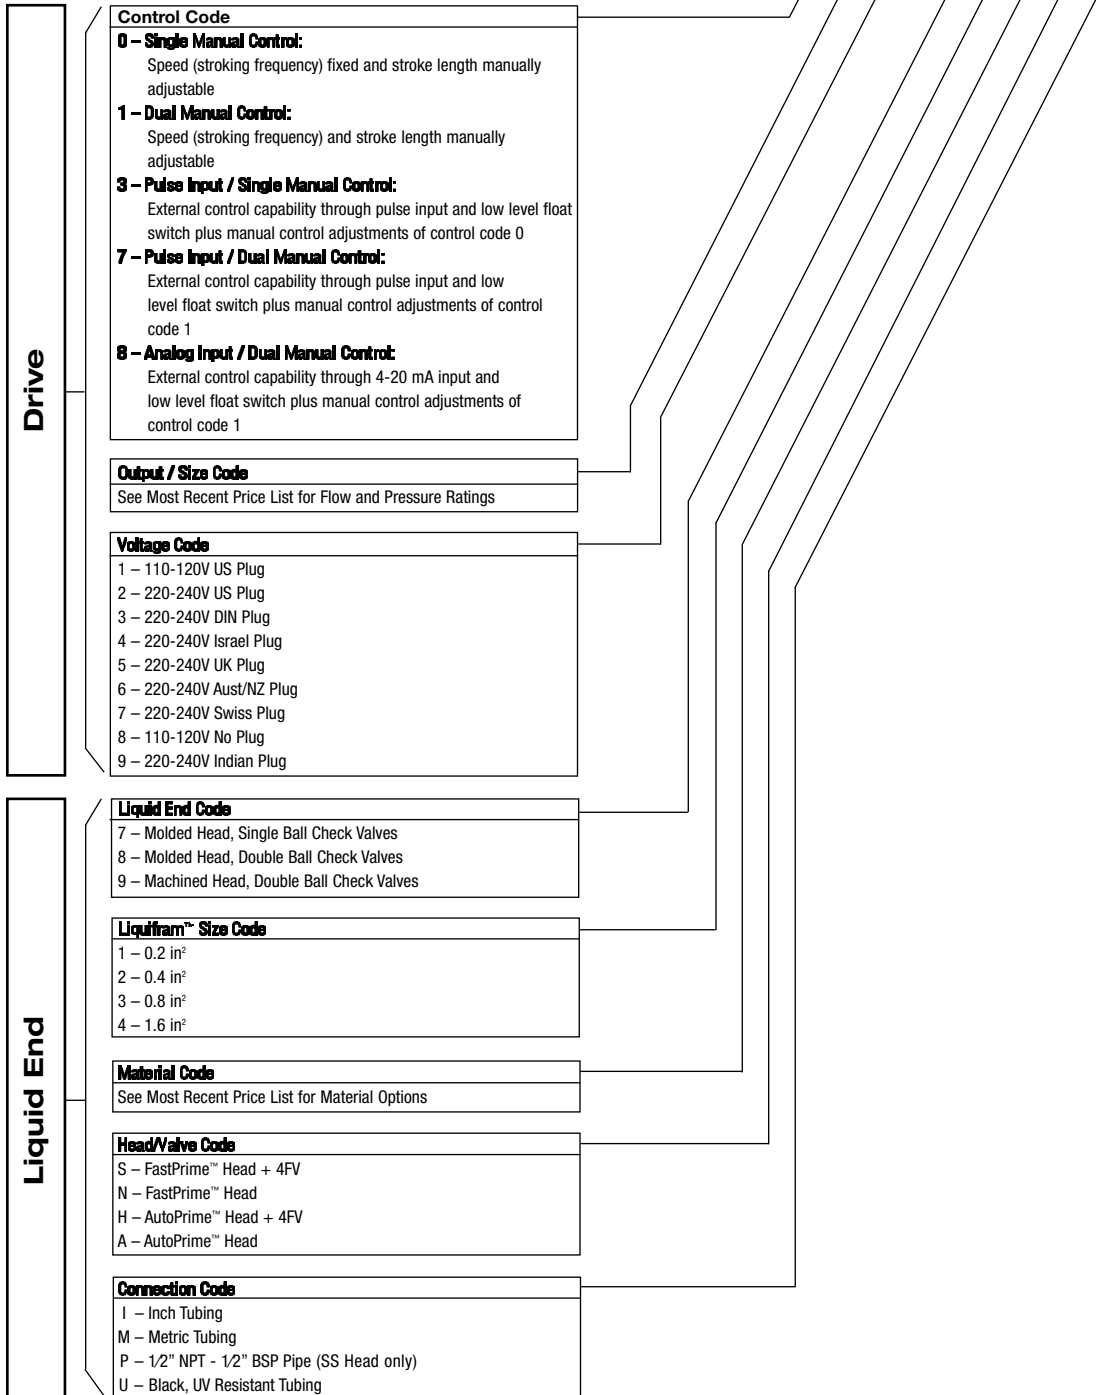 Drive
Control Code
0 – Single Manual Control:
Speed (stroking frequency) fixed and stroke length manually
adjustable
1 – Dual Manual Control:
Speed (stroking frequency) and stroke length manually
adjustable
3 – Pulse Input / Single Manual Control:
External control capability through pulse input and low level float
switch plus manual control adjustments of control code 0
7 – Pulse Input / Dual Manual Control:
External control capability through pulse input and low
level float switch plus manual control adjustments of control
code 1
8 – Analog Input / Dual Manual Control:
External control capability through 4-20 mA input and
low level float switch plus manual control adjustments of
control code 1
Output / Size Code
See Most Recent Price List for Flow and Pressure Ratings
Voltage Code
1 – 110-120V US Plug
2 – 220-240V US Plug
3 – 220-240V DIN Plug
4 – 220-240V Israel Plug
5 – 220-240V UK Plug
6 – 220-240V Aust/NZ Plug
7 – 220-240V Swiss Plug
8 – 110-120V No Plug
9 – 220-240V Indian Plug
Liquid End
Liquid End Code
7 – Molded Head, Single Ball Check Valves
8 – Molded Head, Double Ball Check Valves
9 – Machined Head, Double Ball Check Valves
Liquifram™ Size Code
1 – 0.2 in²
2 – 0.4 in²
3 – 0.8 in²
4 – 1.6 in²
Material Code
See Most Recent Price List for Material Options
Head/Valve Code
S – FastPrime™ Head + 4FV
N – FastPrime™ Head
H – AutoPrime™ Head + 4FV
A – AutoPrime™ Head
Connection Code
I – Inch Tubing
M – Metric Tubing
P – 1⁄2” NPT - 1⁄2” BSP Pipe (SS Head only)
U – Black, UV Resistant Tubing